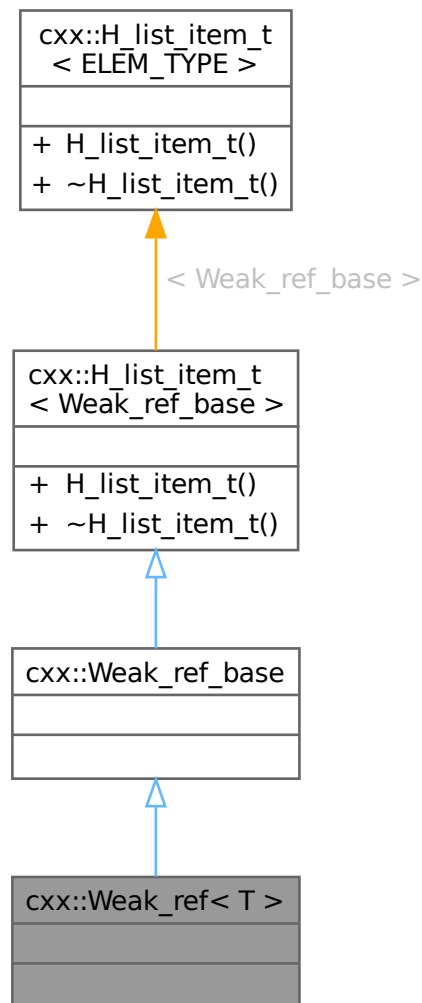 cxx::H_list_item_t
< ELEM_TYPE >
+ H_list_item_t()
+ ~H_list_item_t()
< Weak_ref_base >
cxx::H_list_item_t
< Weak_ref_base >
+ H_list_item_t()
+ ~H_list_item_t()
cxx::Weak_ref_base
cxx::Weak_ref< T >